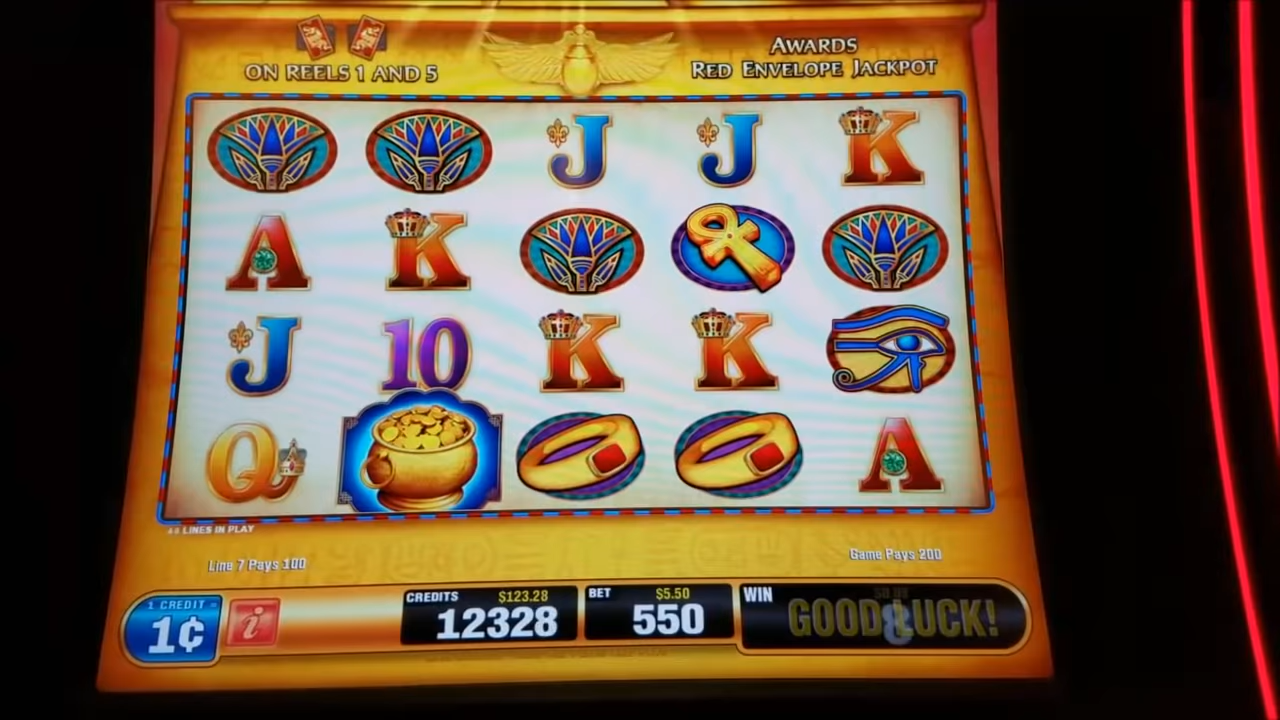 ON REELS 1 AND 5
AWARDS
RED ENVELOPE JACKPOT
J J K
A K
J 10 K K
Q A
LINES IN PLAY
Line 7 Pays 100
Game Pays 200
1 CREDIT =
1¢
i
CREDITS $123.28
12328
BET $5.50
550
WIN
GOOD LUCK!